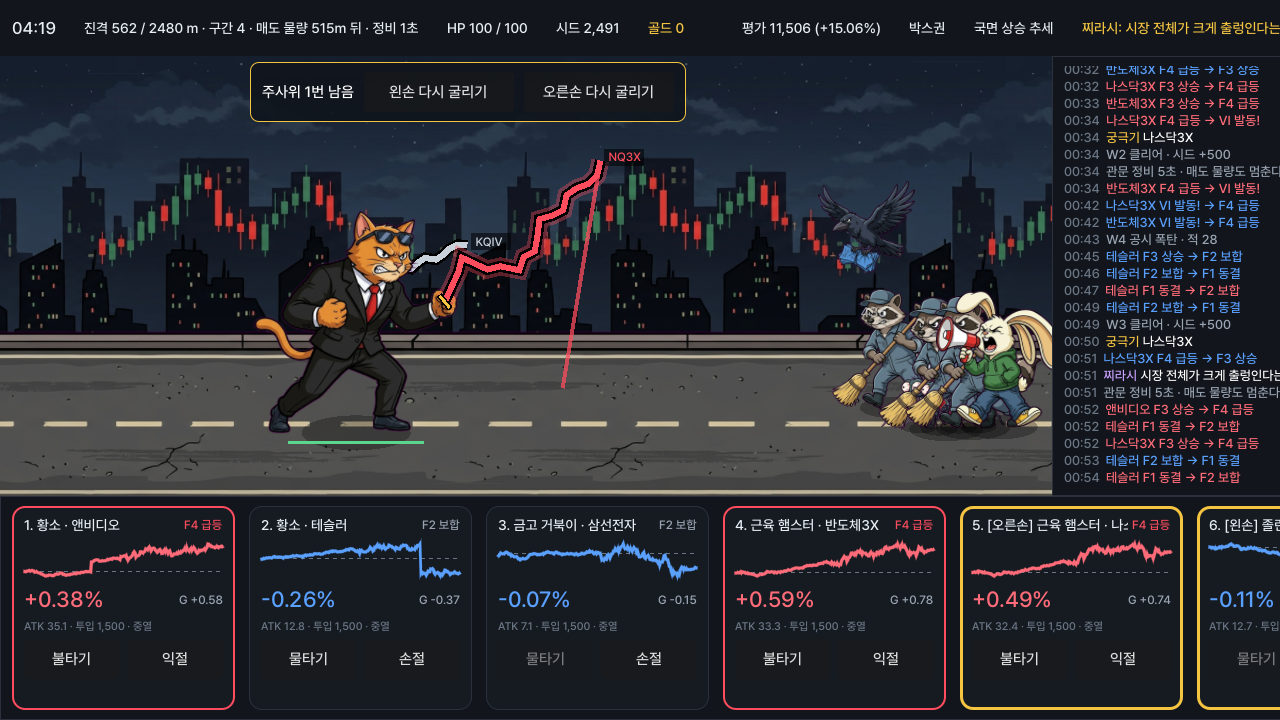 04:19 진격 562 / 2480 m · 구간 4 · 매도 물량 515m 뒤 · 정비 1초 HP 100 / 100 시드 2,491 골드 0 평가 11,506 (+15.06%) 박스권 국면 상승 추세 찌라시: 시장 전체가 크게 출렁인다는
주사위 1번 남음 왼손 다시 굴리기 오른손 다시 굴리기
NQ3X
KQIV
00:32 반도체3X F4 급등 → F3 상승
00:32 나스닥3X F3 상승 → F4 급등
00:33 반도체3X F3 상승 → F4 급등
00:34 나스닥3X F4 급등 → VI 발동!
00:34 궁극기 나스닥3X
00:34 W2 클리어 · 시드 +500
00:34 관문 정비 5초 · 매도 물량도 멈춘다
00:34 반도체3X F4 급등 → VI 발동!
00:42 나스닥3X VI 발동! → F4 급등
00:42 반도체3X VI 발동! → F4 급등
00:43 W4 공시 폭탄 · 적 28
00:45 테슬러 F3 상승 → F2 보합
00:46 테슬러 F2 보합 → F1 동결
00:47 테슬러 F1 동결 → F2 보합
00:49 테슬러 F2 보합 → F1 동결
00:49 W3 클리어 · 시드 +500
00:50 궁극기 나스닥3X
00:51 나스닥3X F4 급등 → F3 상승
00:51 찌라시 시장 전체가 크게 출렁인다는
00:51 관문 정비 5초 · 매도 물량도 멈춘다
00:52 앤비디오 F3 상승 → F4 급등
00:52 테슬러 F1 동결 → F2 보합
00:52 나스닥3X F3 상승 → F4 급등
00:53 테슬러 F2 보합 → F1 동결
00:54 테슬러 F1 동결 → F2 보합
1. 황소 · 앤비디오 F4 급등
+0.38% G +0.58
ATK 35.1 · 투입 1,500 · 중열
불타기 익절
2. 황소 · 테슬러 F2 보합
-0.26% G -0.37
ATK 12.8 · 투입 1,500 · 중열
물타기 손절
3. 금고 거북이 · 삼선전자 F2 보합
-0.07% G -0.15
ATK 7.1 · 투입 1,500 · 중열
물타기 손절
4. 근육 햄스터 · 반도체3X F4 급등
+0.59% G +0.78
ATK 33.3 · 투입 1,500 · 중열
불타기 익절
5. [오른손] 근육 햄스터 · 나 F4 급등
+0.49% G +0.74
ATK 32.4 · 투입 1,500 · 중열
불타기 익절
6. [왼손]
-0.11%
ATK 12.7 · 투입
물타기